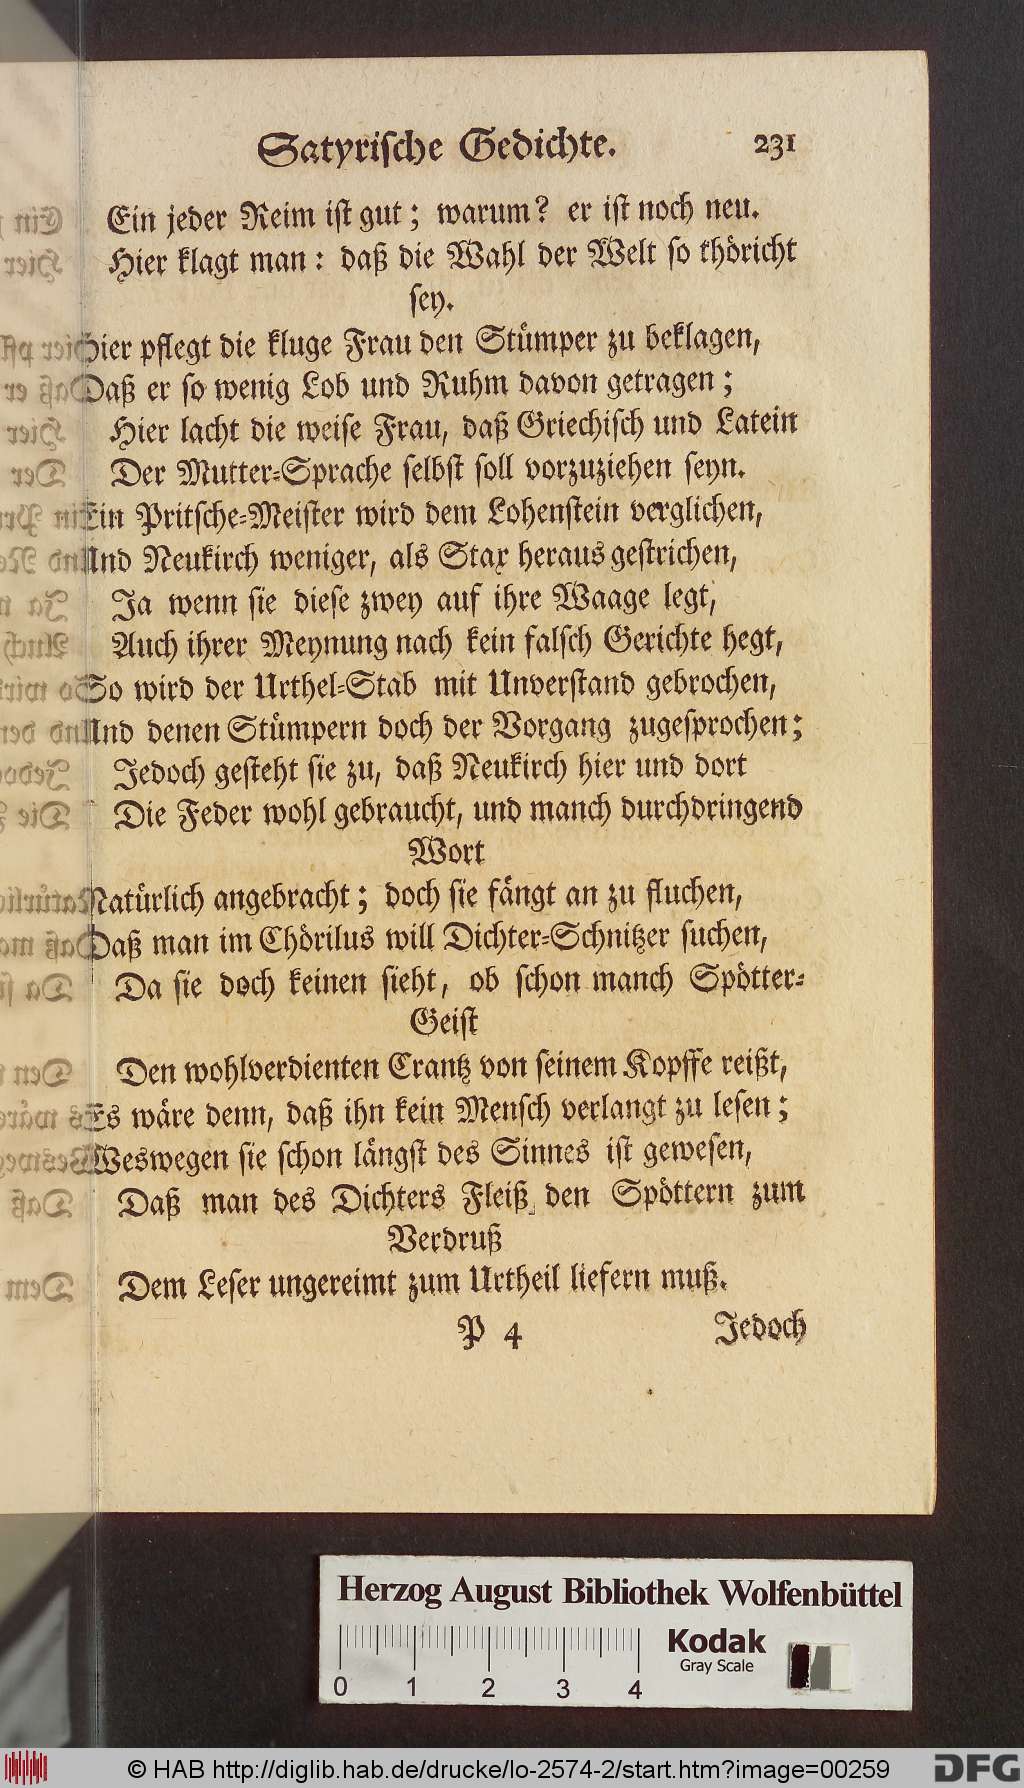 Satyriſche Gedichte. 231
Ein jeder Reim iſt gut; warum? er iſt noch neu.
Hier klagt man: daß die Wahl der Welt ſo thöricht
ſey.
Hier pflegt die kluge Frau den Stümper zu beklagen,
Daß er ſo wenig Lob und Ruhm davon getragen;
Hier lacht die weiſe Frau, daß Griechiſch und Latein
Der Mutter-Sprache ſelbſt ſoll vorzuziehen ſeyn.
Ein Pritſche-Meiſter wird dem Lohenſtein verglichen,
Und Neukirch weniger, als Stax heraus geſtrichen,
Ja wenn ſie dieſe zwey auf ihre Waage legt,
Auch ihrer Meynung nach kein falſch Gerichte hegt,
So wird der Urthel-Stab mit Unverſtand gebrochen,
Und denen Stümpern doch der Vorgang zugeſprochen;
Jedoch geſteht ſie zu, daß Neukirch hier und dort
Die Feder wohl gebraucht, und manch durchdringend
Wort
Natürlich angebracht; doch ſie fängt an zu fluchen,
Daß man im Chörilus will Dichter-Schnitzer ſuchen,
Da ſie doch keinen ſieht, ob ſchon manch Spötter-
Geiſt
Den wohlverdienten Crantz von ſeinem Kopffe reißt,
Es wäre denn, daß ihn kein Menſch verlangt zu leſen;
Weswegen ſie ſchon längſt des Sinnes iſt geweſen,
Daß man des Dichters Fleiß den Spöttern zum
Verdruß
Dem Leſer ungereimt zum Urtheil liefern muß.
P 4 Jedoch
Herzog August Bibliothek Wolfenbüttel
Kodak
Gray Scale
0 1 2 3 4
© HAB http://diglib.hab.de/drucke/lo-2574-2/start.htm?image=00259
DFG